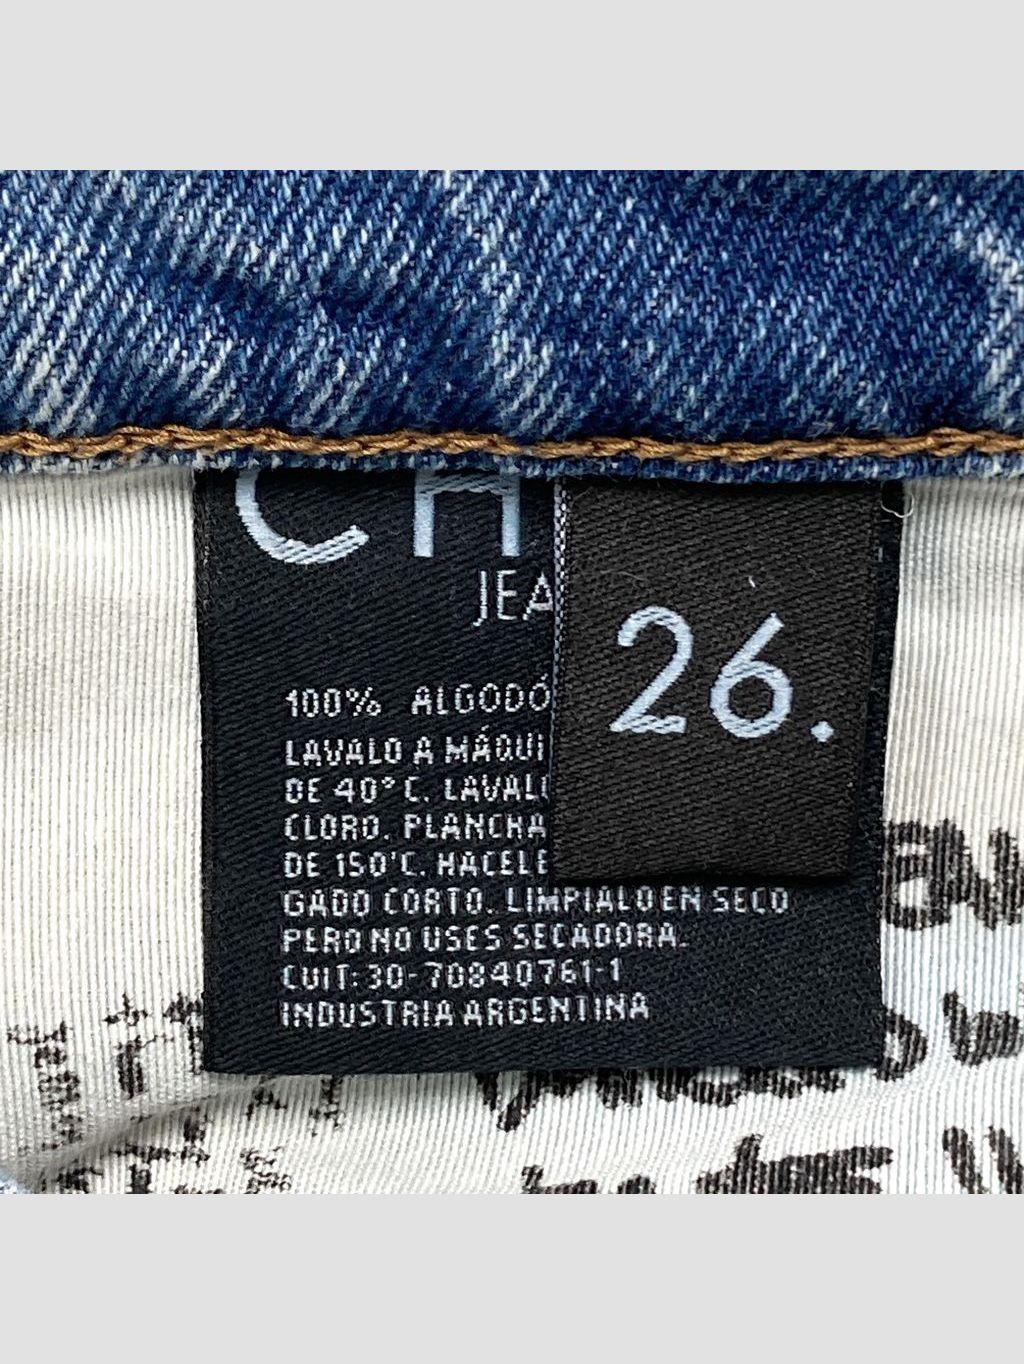 CH
JEA
26.
100% ALGODÓ
LAVALO A MÁQUI
DE 40°C. LAVAL
CLORO. PLANCHA
DE 150°C. HACELE
GADO CORTO. LIMPIALO EN SECO
PERO NO USES SECADORA.
CUIT: 30-70840761-1
INDUSTRIA ARGENTINA